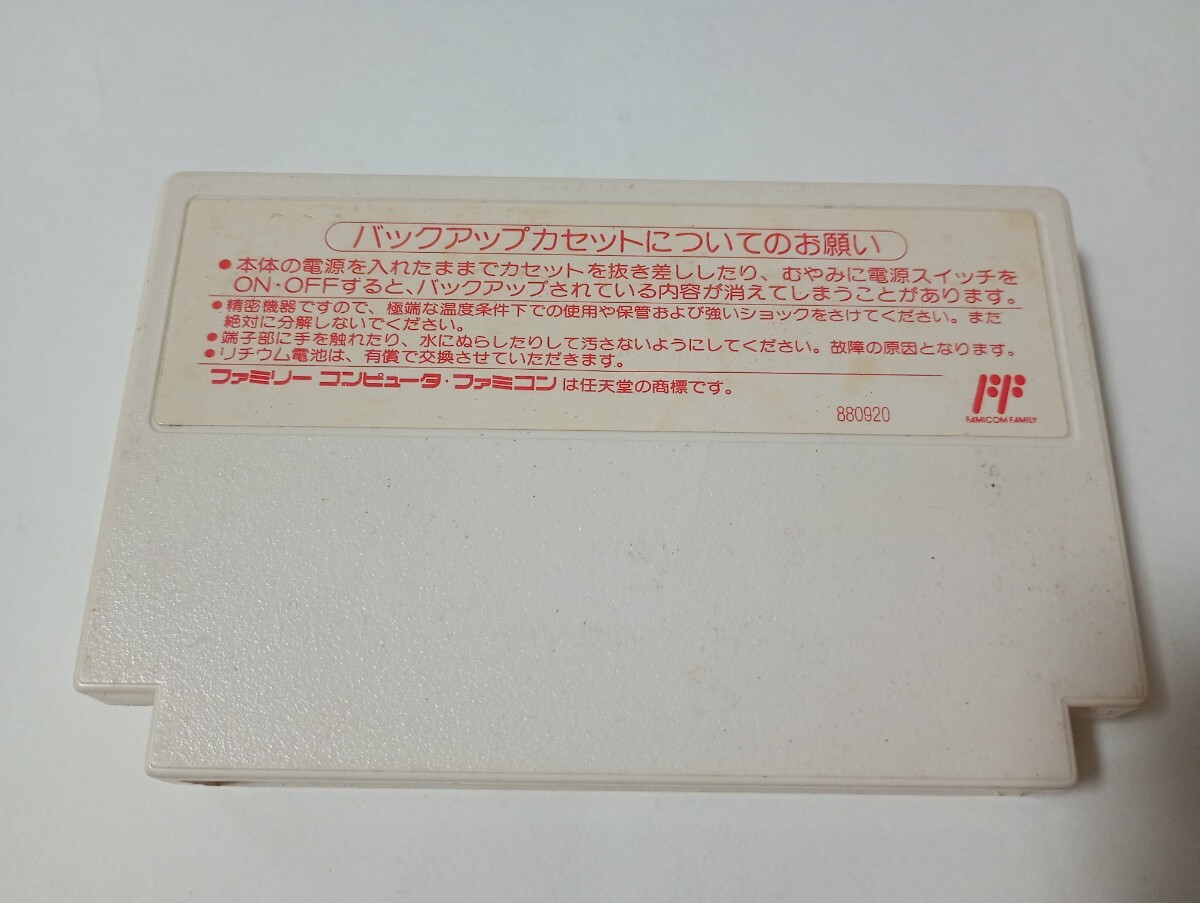 バックアップカセットについてのお願い
●本体の電源を入れたままでカセットを抜き差ししたり、むやみに電源スイッチを
ON・OFFすると、バックアップされている内容が消えてしまうことがあります。
●精密機器ですので、極端な温度条件下での使用や保管および強いショックをさけてください。また
絶対に分解しないでください。
●端子部に手を触れたり、水にぬらしたりして汚さないようにしてください。故障の原因となります。
●リチウム電池は、有償で交換させていただきます。
ファミリー コンピュータ・ファミコン は任天堂の商標です。
880920
FAMICOM FAMILY